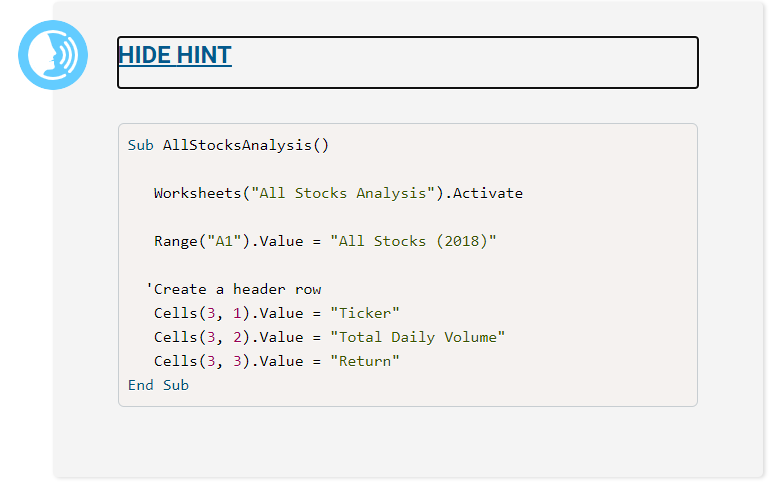 HIDE HINT
Sub AllStocksAnalysis()
Worksheets("All Stocks Analysis").Activate
Range("A1").Value = "All Stocks (2018)"
'Create a header row
Cells(3, 1).Value = "Ticker"
Cells(3, 2).Value = "Total Daily Volume"
Cells(3, 3).Value = "Return"
End Sub